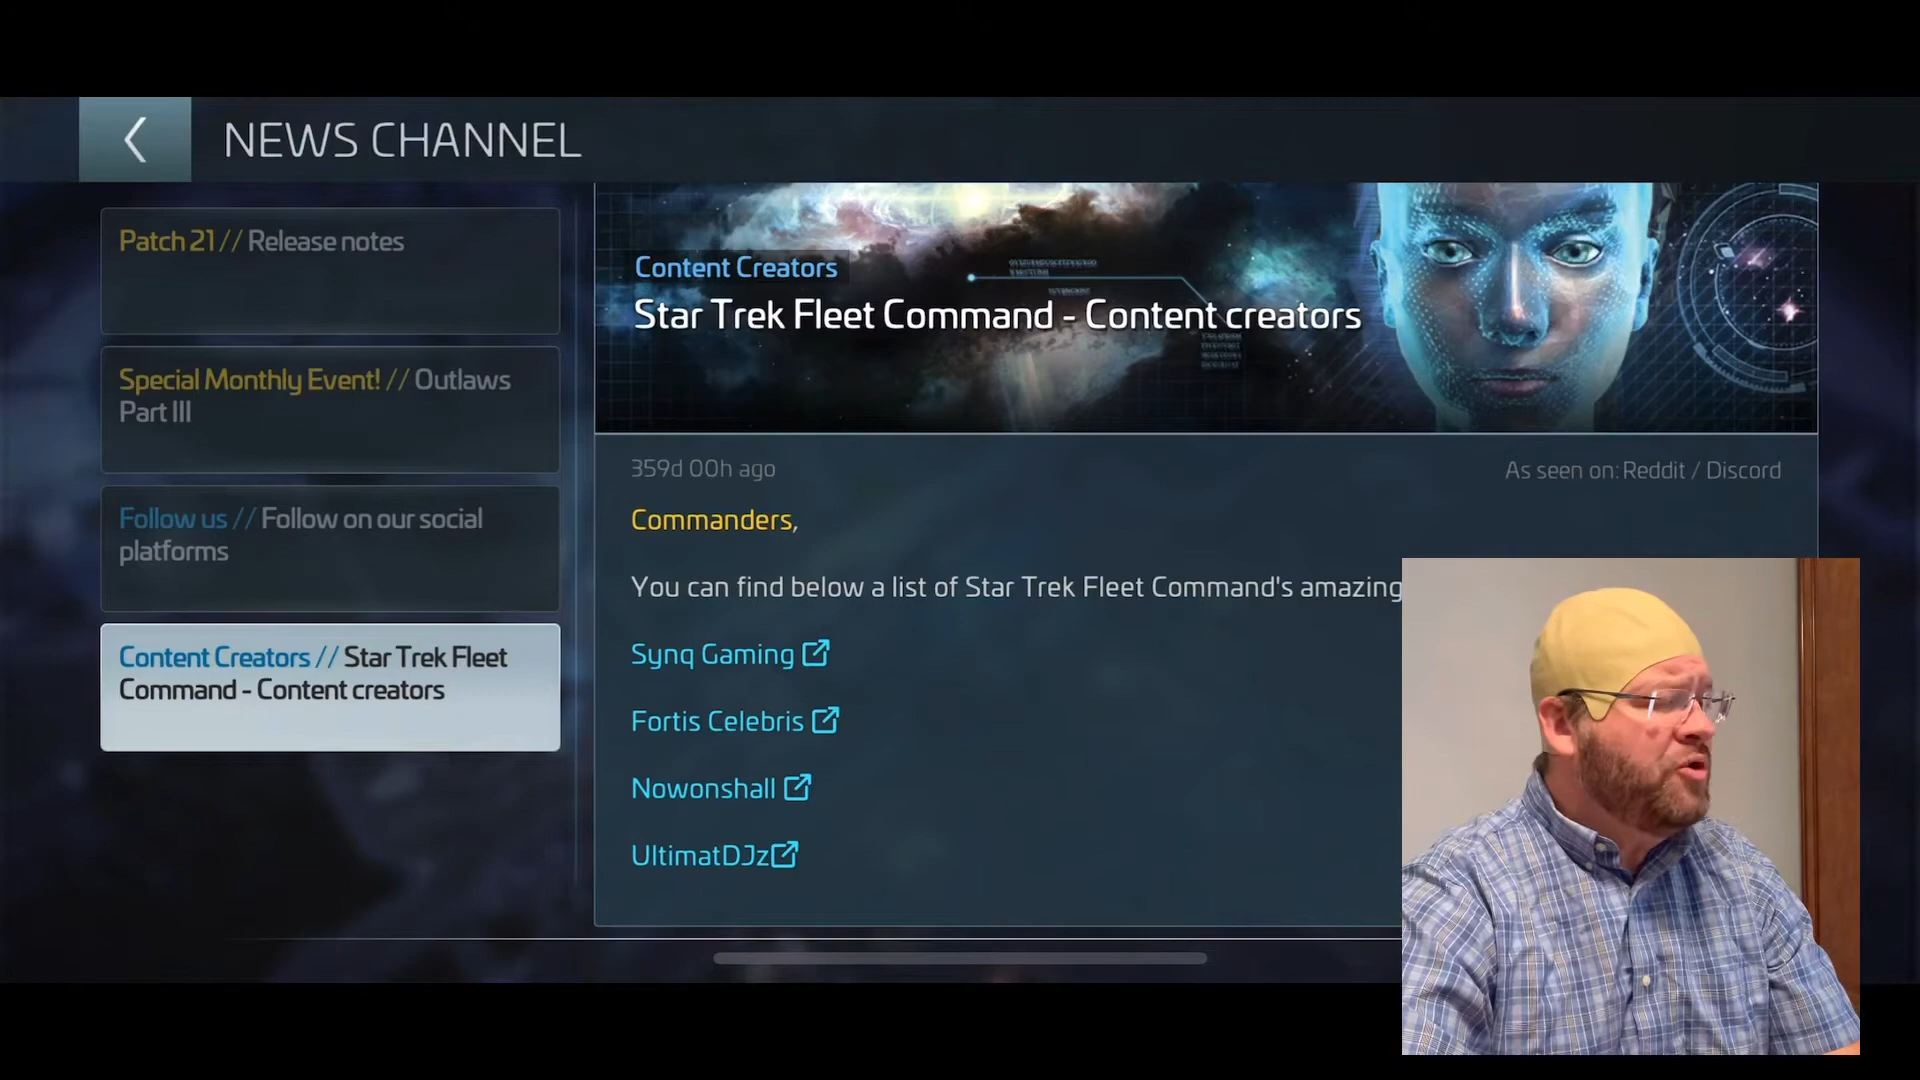 NEWS CHANNEL
Patch 21 // Release notes
Special Monthly Event! // Outlaws
Part III
Follow us // Follow on our social
platforms
Content Creators // Star Trek Fleet
Command - Content creators
Content Creators
Star Trek Fleet Command - Content creators
359d 00h ago
As seen on: Reddit / Discord
Commanders,
You can find below a list of Star Trek Fleet Command's amazing
Synq Gaming
Fortis Celebris
Nowonshall
UltimatDJz